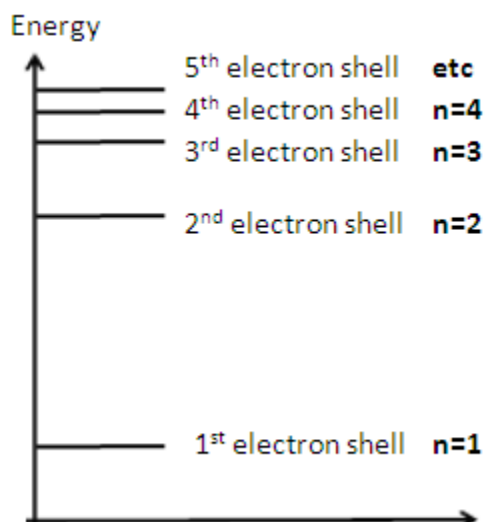 Energy
5th electron shell etc
4th electron shell n=4
3rd electron shell n=3
2nd electron shell n=2
1st electron shell n=1